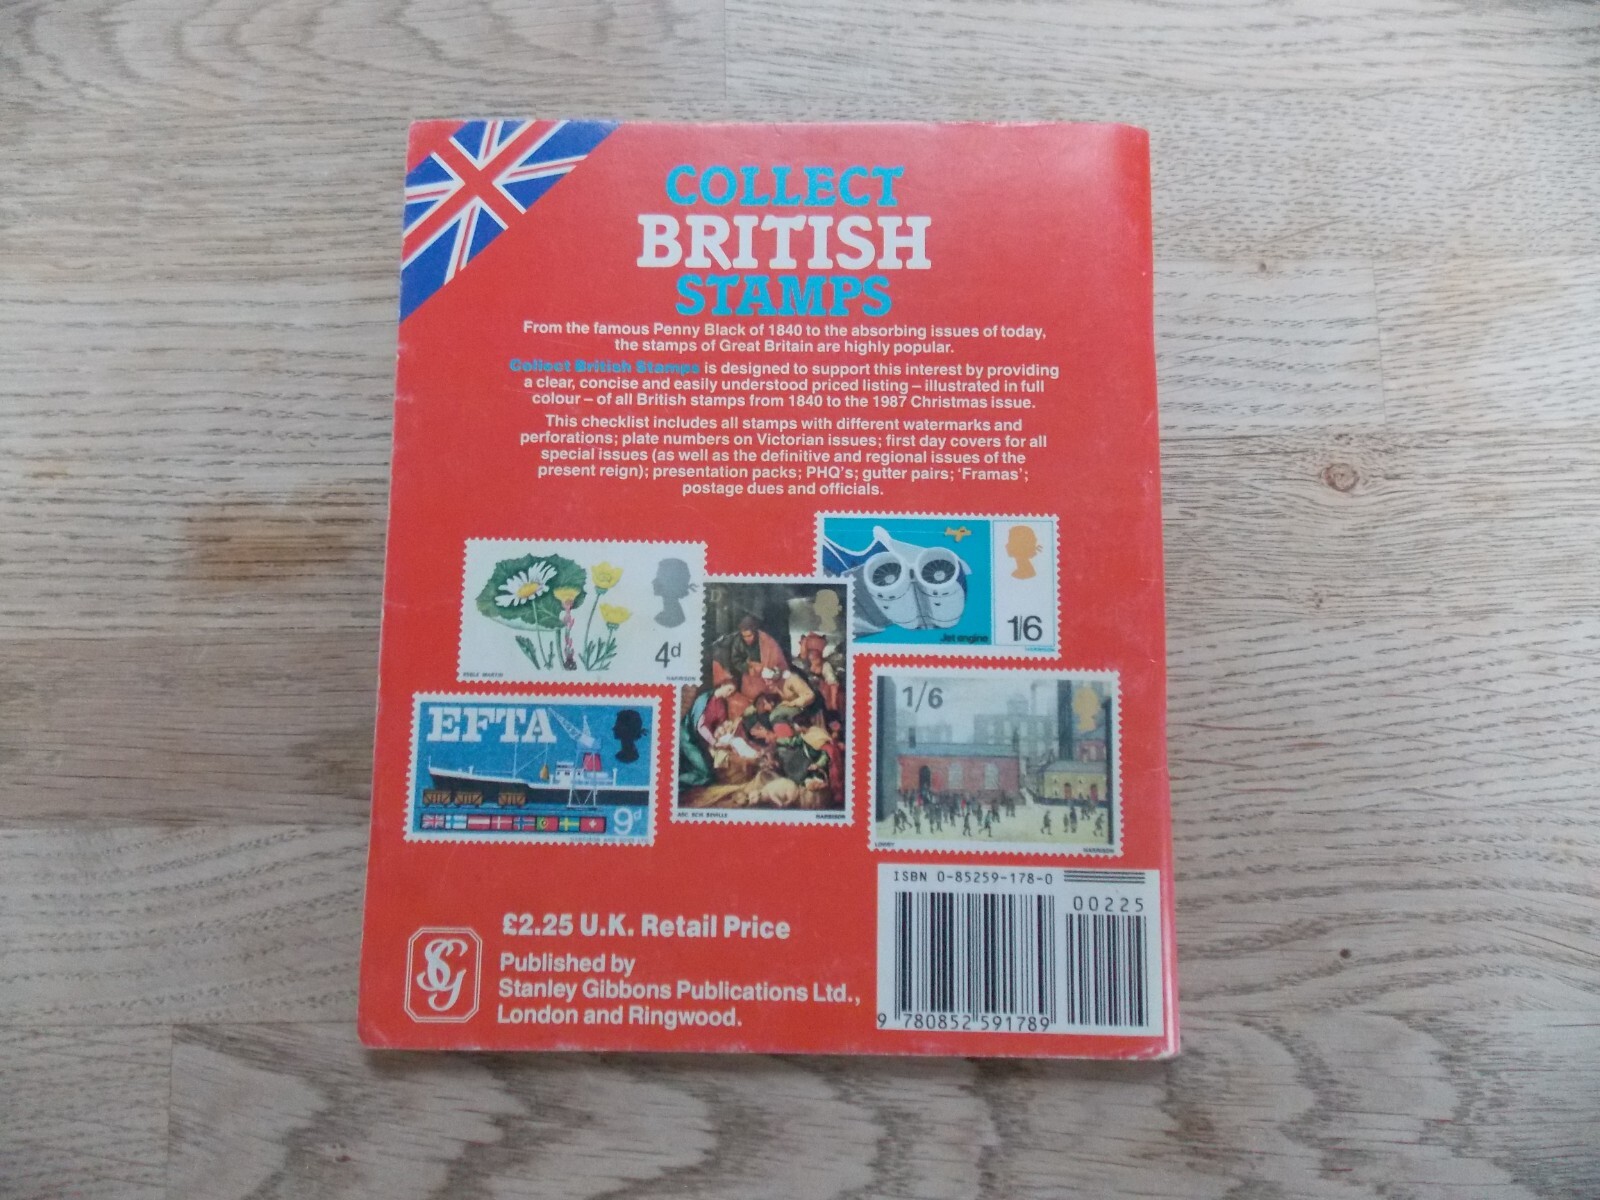 COLLECT
BRITISH
STAMPS
From the famous Penny Black of 1840 to the absorbing issues of today,
the stamps of Great Britain are highly popular.
Collect British Stamps is designed to support this interest by providing
a clear, concise and easily understood priced listing – illustrated in full
colour – of all British stamps from 1840 to the 1987 Christmas issue.
This checklist includes all stamps with different watermarks and
perforations; plate numbers on Victorian issues; first day covers for all
special issues (as well as the definitive and regional issues of the
present reign); presentation packs; PHQ's; gutter pairs; 'Framas';
postage dues and officials.
4d
HARRISON
Jet engine
1/6
HARRISON
EFTA
9d
HARRISON
1/6
LOWRY
HARRISON
ISBN 0-85259-178-0
00225
9 780852 591789
£2.25 U.K. Retail Price
SG
Published by
Stanley Gibbons Publications Ltd.,
London and Ringwood.